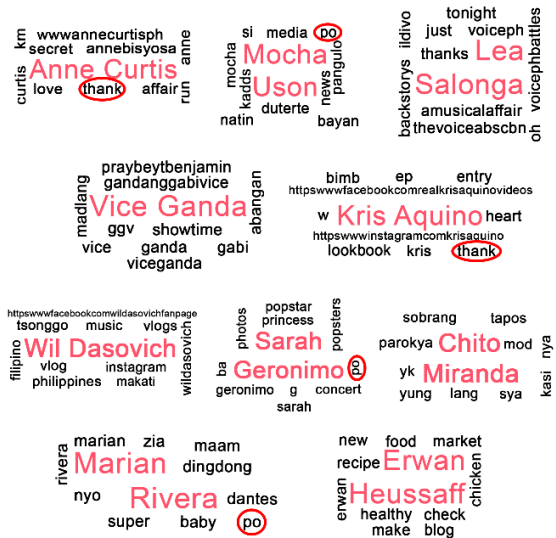 km
wwwannecurtisph
secret annebisyosa
anne
curtis
Anne Curtis
love thank affair
run
si media po
mocha
Mocha
kadds
Uson
news
pangulo
duterte
natin bayan
tonight
ildivo
just voiceph
thanks
Lea
voicephbattles
backstorys
Salonga
amusicalaffair
thevoiceabscbn
oh
praybeytbenjamin
gandanggabivice
madlang
Vice Ganda
abangan
ggv showtime
vice ganda gabi
viceganda
bimb ep entry
httpswwwfacebookcomrealkrisaquinovideos
w Kris Aquino heart
httpswwwinstagramcomkrisaquino
lookbook kris thank
httpswwwfacebookcomwildasovichfanpage
tsonggo music vlogs
filipino
Wil Dasovich
wildasovich
vlog instagram
philippines makati
popstar
princess
photos
popsters
Sarah
ba
Geronimo
po
geronimo g concert
sarah
sobrang tapos
parokya Chito mod
nya
yk Miranda
kasi
yung lang sya
marian zia maam
rivera
Marian dingdong
nyo Rivera dantes
super baby po
new food market
recipe Erwan
chicken
erwan
Heussaff
healthy check
make blog